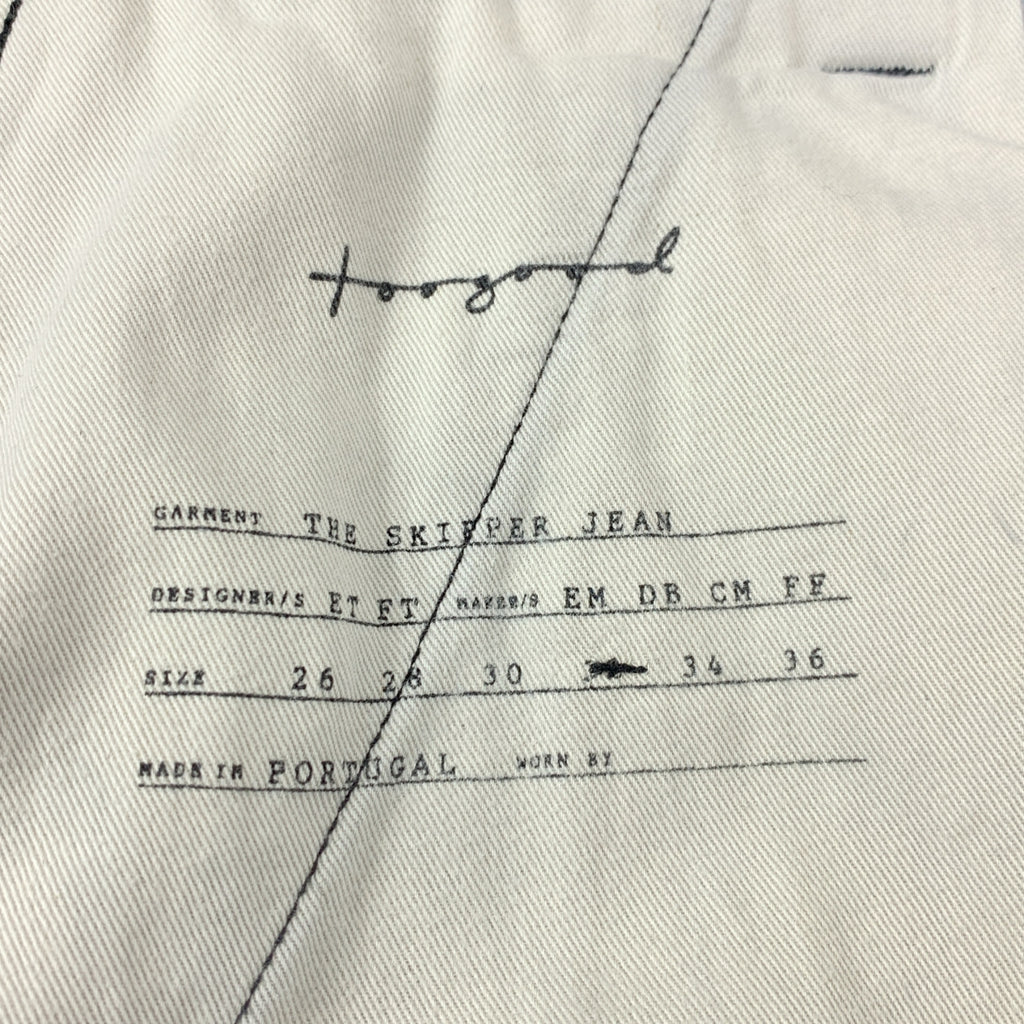 toogood
GARMENT THE SKIPPER JEAN
DESIGNER/S ET FT MAKER/S EM DB CM FF
SIZE 26 28 30 34 36
MADE IN PORTUGAL WORN BY